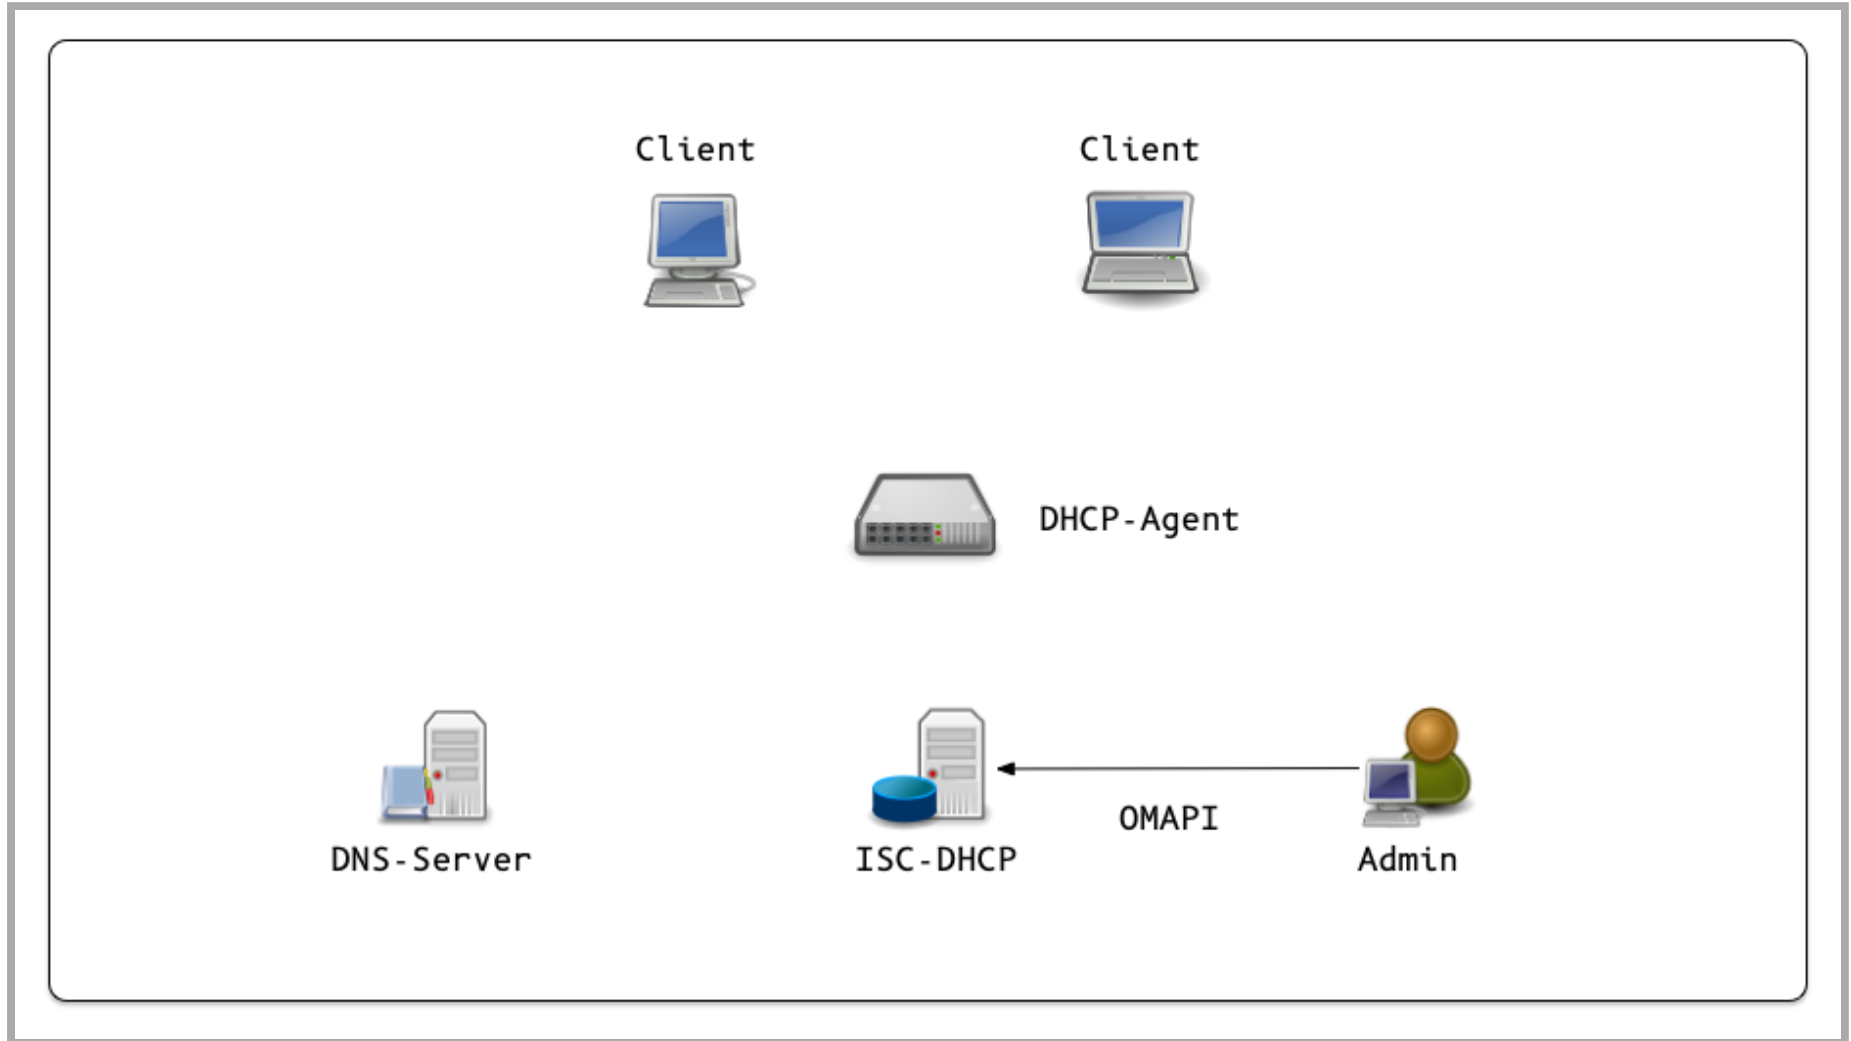 Client
Client
DHCP-Agent
OMAPI
DNS-Server
ISC-DHCP
Admin